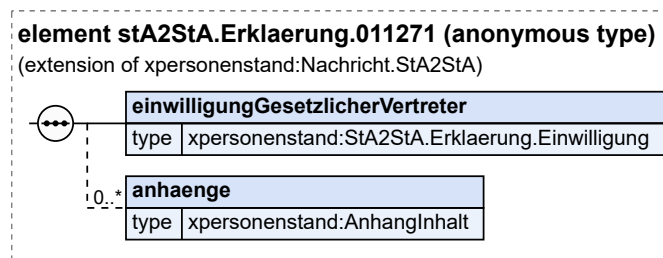 element stA2StA.Erklaerung.011271 (anonymous type)
(extension of xpersonenstand:Nachricht.StA2StA)
einwilligungGesetzlicherVertreter
type xpersonenstand:StA2StA.Erklaerung.Einwilligung
0..* anhaenge
type xpersonenstand:AnhangInhalt